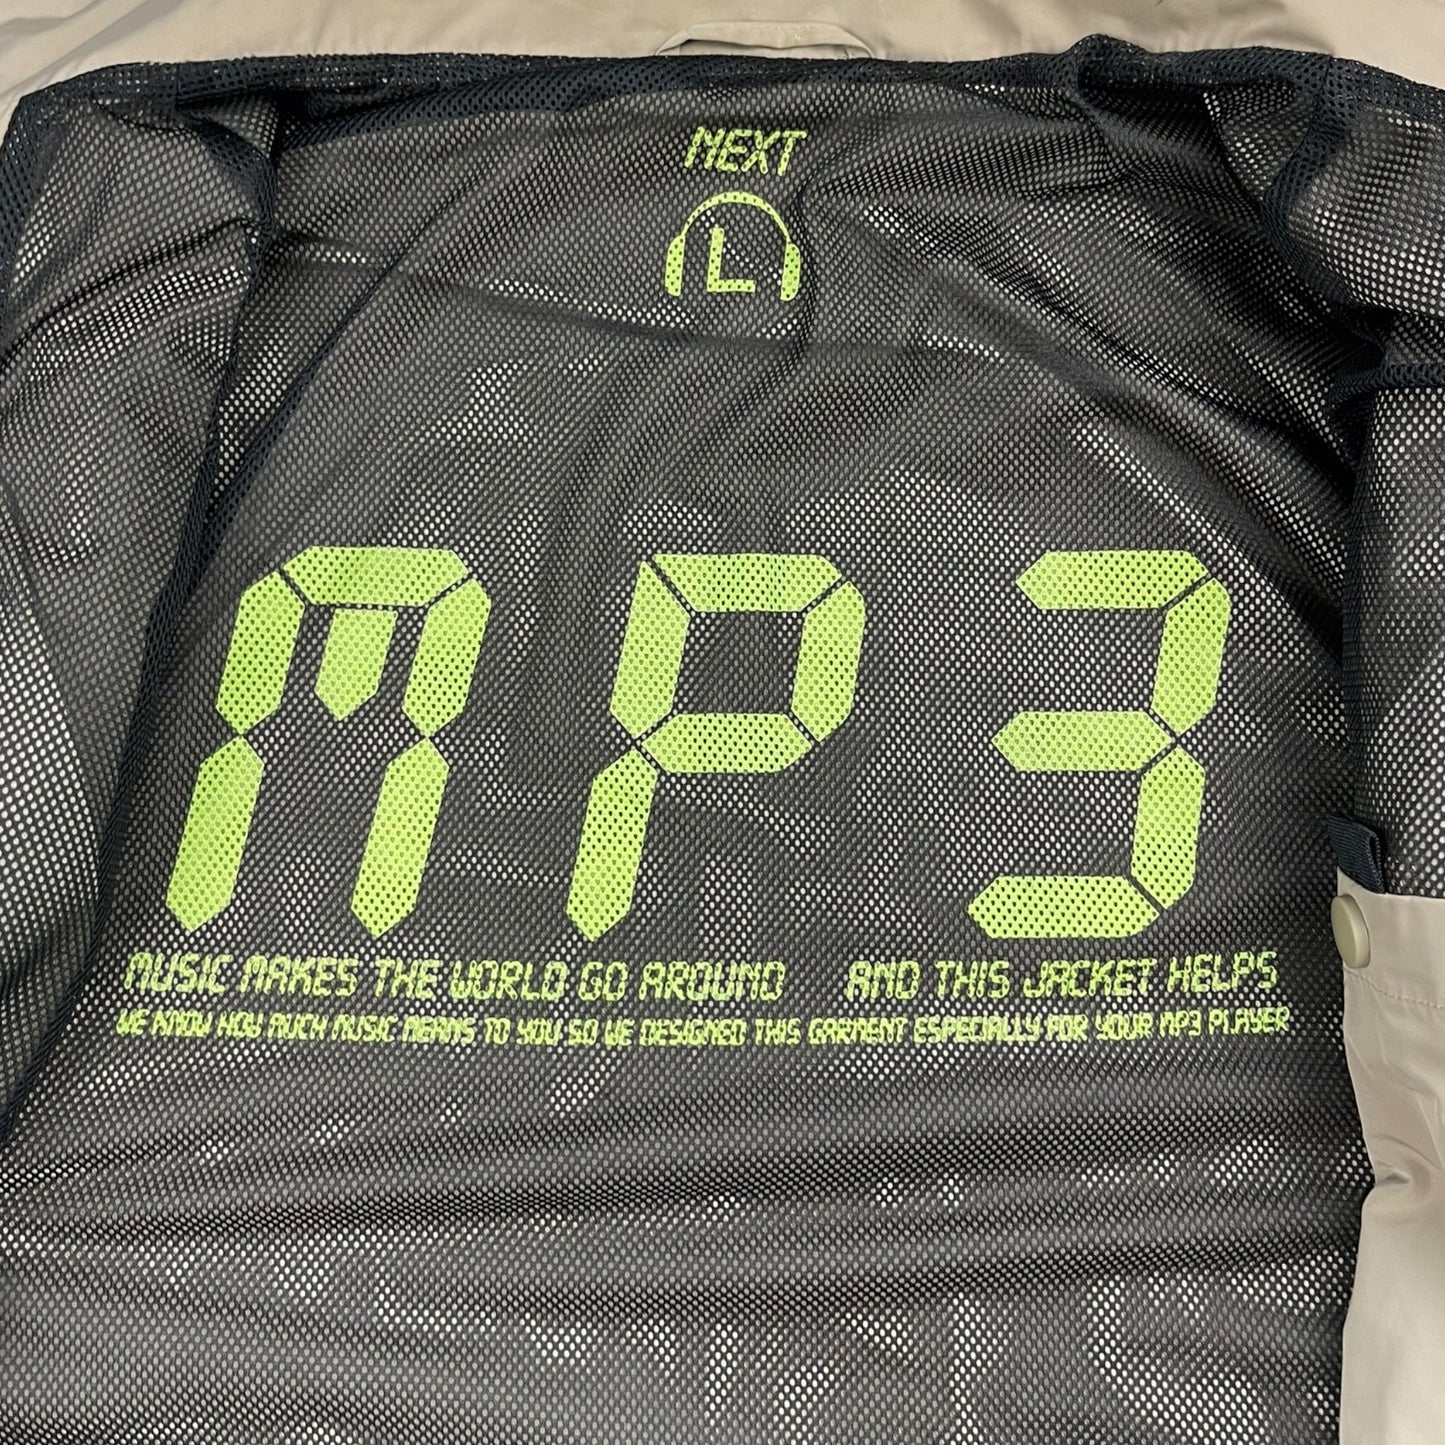 NEXT
L
MP3
MUSIC MAKES THE WORLD GO AROUND AND THIS JACKET HELPS
WE KNOW HOW MUCH MUSIC MEANS TO YOU SO WE DESIGNED THIS GARMENT ESPECIALLY FOR YOUR MP3 PLAYER